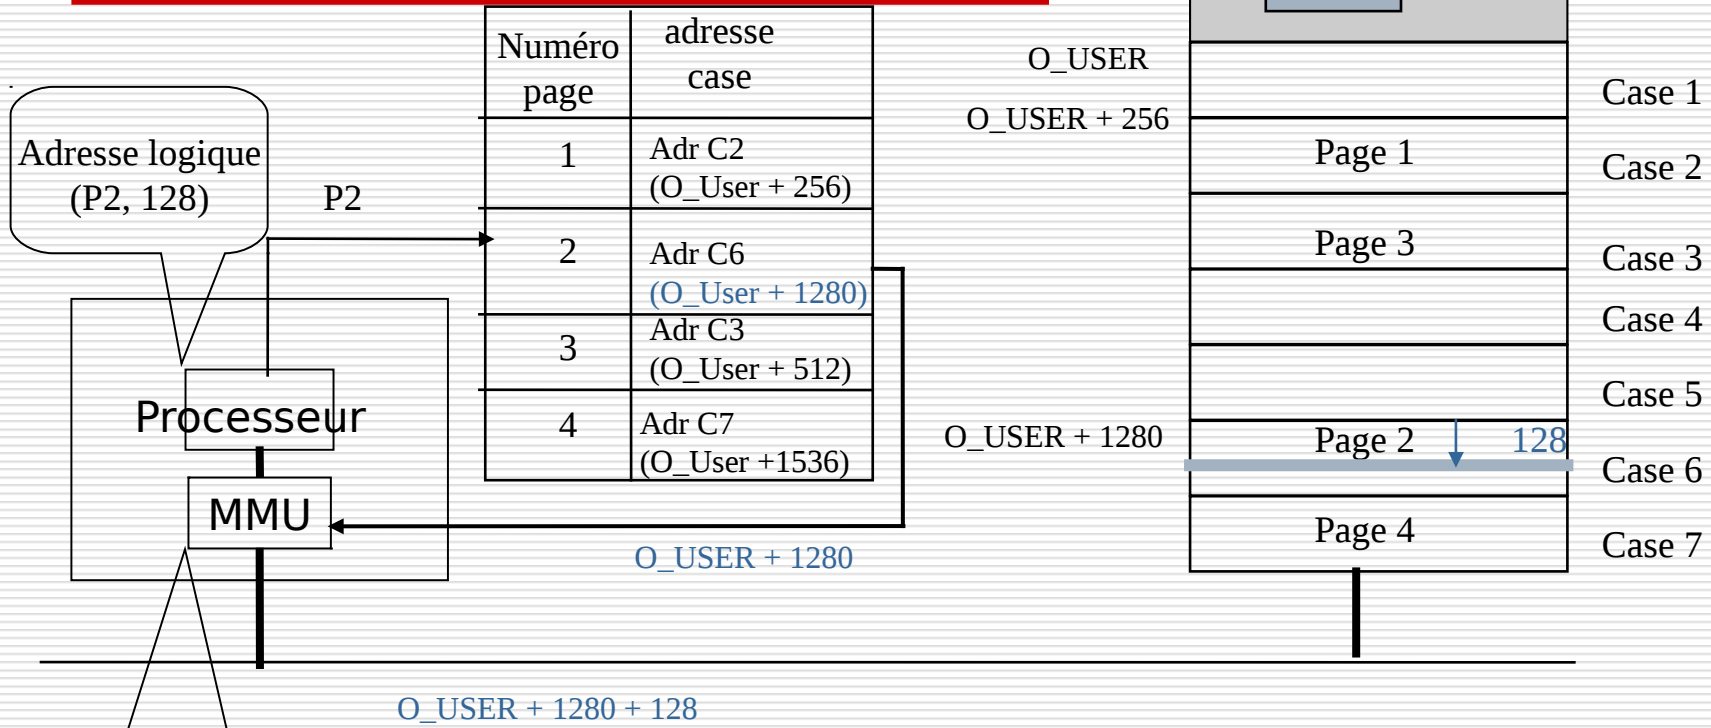 Numéro
page
adresse
case
1
Adr C2
(O_User + 256)
2
Adr C6
(O_User + 1280)
3
Adr C3
(O_User + 512)
4
Adr C7
(O_User +1536)
Adresse logique
(P2, 128)
P2
Processeur
MMU
O_USER + 1280
O_USER + 1280 + 128
O_USER
O_USER + 256
O_USER + 1280
Page 1
Page 3
Page 2
128
Page 4
Case 1
Case 2
Case 3
Case 4
Case 5
Case 6
Case 7